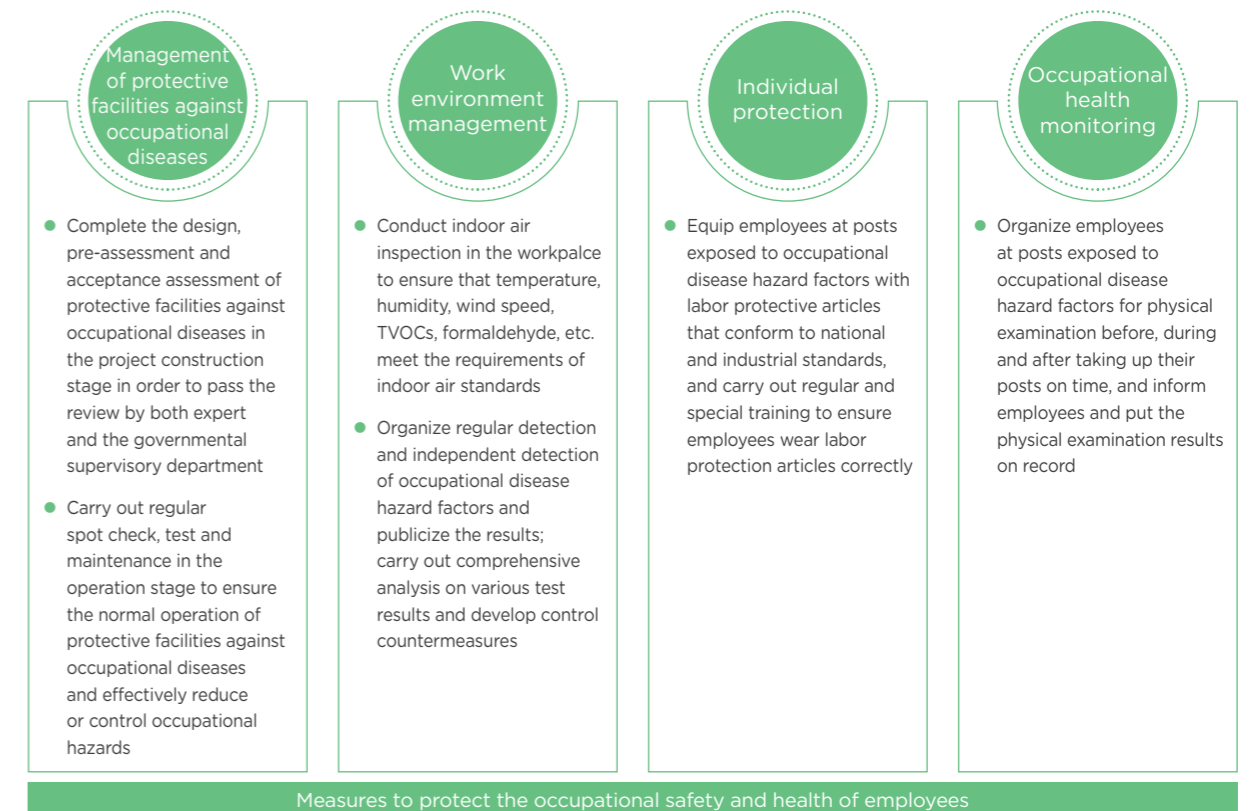 Management
of protective
facilities against
occupational
diseases
Complete the design,
pre-assessment and
acceptance assessment of
protective facilities against
occupational diseases in
the project construction
stage in order to pass the
review by both expert
and the governmental
supervisory department
Carry out regular
spot check, test and
maintenance in the
operation stage to ensure
the normal operation of
protective facilities against
occupational diseases
and effectively reduce
or control occupational
hazards
Work
environment
management
Conduct indoor air
inspection in the workpalce
to ensure that temperature,
humidity, wind speed,
TVOCs, formaldehyde, etc.
meet the requirements of
indoor air standards
Organize regular detection
and independent detection
of occupational disease
hazard factors and
publicize the results;
carry out comprehensive
analysis on various test
results and develop control
countermeasures
Individual
protection
Equip employees at posts
exposed to occupational
disease hazard factors with
labor protective articles
that conform to national
and industrial standards,
and carry out regular and
special training to ensure
employees wear labor
protection articles correctly
Occupational
health
monitoring
Organize employees
at posts exposed to
occupational disease
hazard factors for physical
examination before, during
and after taking up their
posts on time, and inform
employees and put the
physical examination results
on record
Measures to protect the occupational safety and health of employees